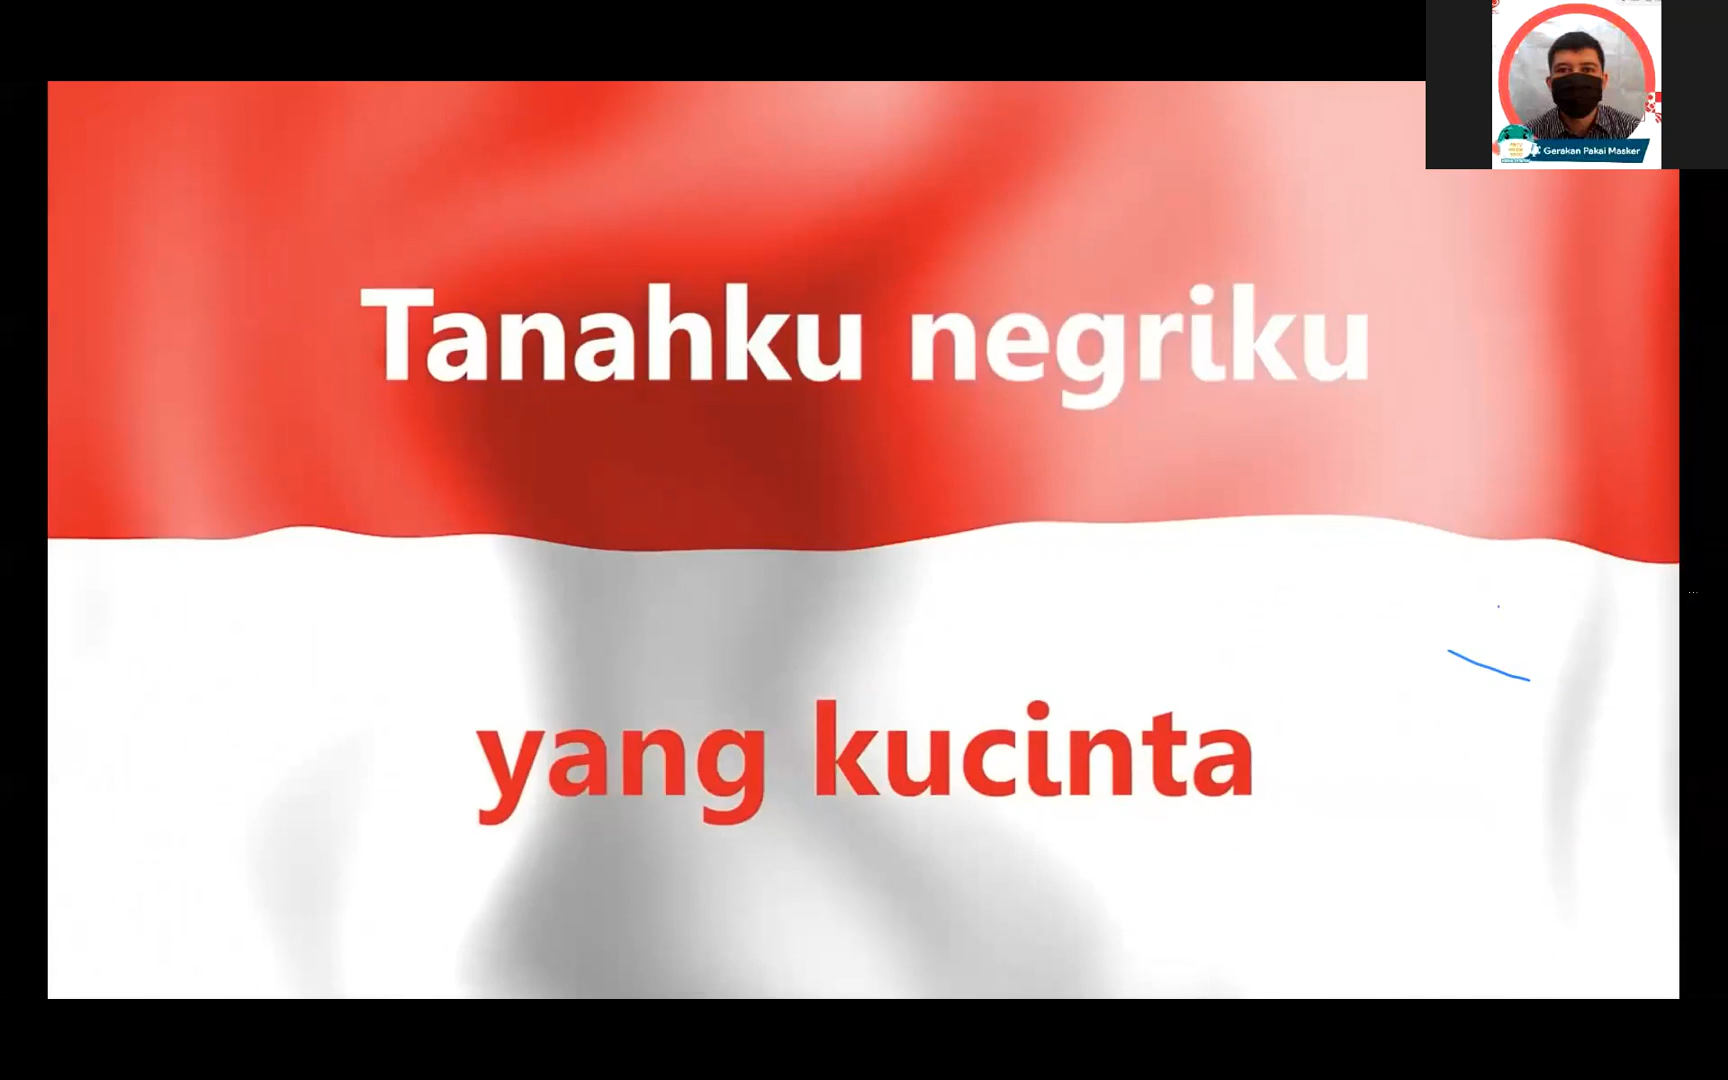 Gerakan Pakai Masker
Tanahku negriku
yang kucinta